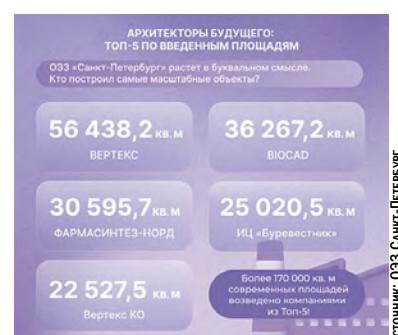 АРХИТЕКТОРЫ БУДУЩЕГО:
ТОП-5 ПО ВВЕДЕННЫМ ПЛОЩАДЯМ
ОЭЗ «Санкт-Петербург» растет в буквальном смысле.
Кто построил самые масштабные объекты?
56 438,2 КВ. М
ВЕРТЕКС
36 267,2 КВ. М
BIOCAD
30 595,7 КВ. М
ФАРМАСИНТЕЗ-НОРД
25 020,5 КВ. М
ИЦ «Буревестник»
22 527,5 КВ. М
Вертекс КО
Более 170 000 кв. м
современных площадей
возведено компаниями
из Топ-5!
ОЭЗ Санкт-Петербург